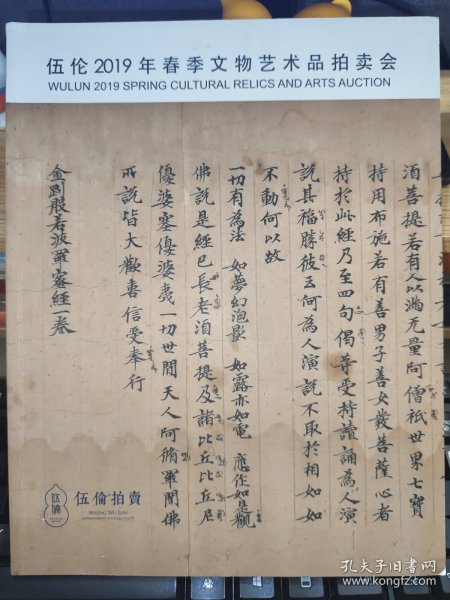 伍伦2019年春季文物艺术品拍卖会
WULUN 2019 SPRING CULTURAL RELICS AND ARTS AUCTION
湏菩提若有人以滿无量阿僧祇世界七寶
持用布施若有善男子善女發菩薩心者
持於此經乃至四句偈等受持讀誦為人演
說其福勝彼云何為人演說不取於相如如
不動何以故
一切有為法 如夢幻泡影 如露亦如電 應作如是觀
佛說是經已長老湏菩提及諸比丘比丘尼
優婆塞優婆夷一切世間天人阿脩羅聞佛
所說皆大歡喜信受奉行
金剛般若波羅蜜經一卷
伍倫
伍倫拍賣
BEIJING WU LUN
孔夫子旧书网
www.kongfz.com